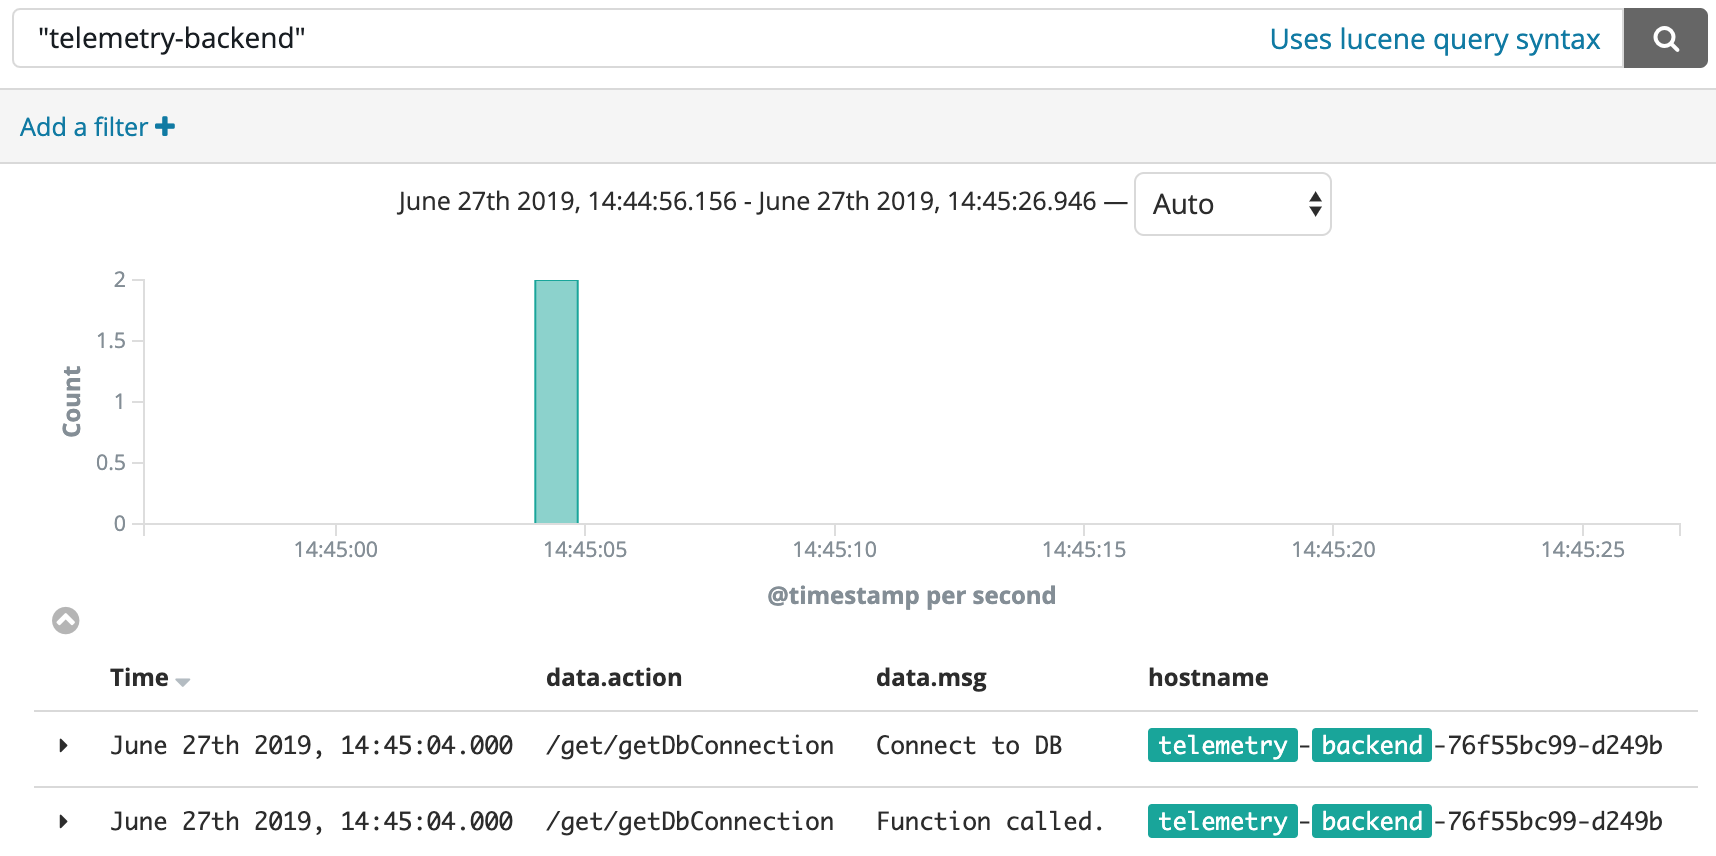 "telemetry-backend" Uses lucene query syntax
Add a filter
June 27th 2019, 14:44:56.156 - June 27th 2019, 14:45:26.946 — Auto
2
1.5
1
0.5
0
Count
14:45:00 14:45:05 14:45:10 14:45:15 14:45:20 14:45:25
@timestamp per second
Time data.action data.msg hostname
June 27th 2019, 14:45:04.000 /get/getDbConnection Connect to DB telemetry-backend-76f55bc99-d249b
June 27th 2019, 14:45:04.000 /get/getDbConnection Function called. telemetry-backend-76f55bc99-d249b